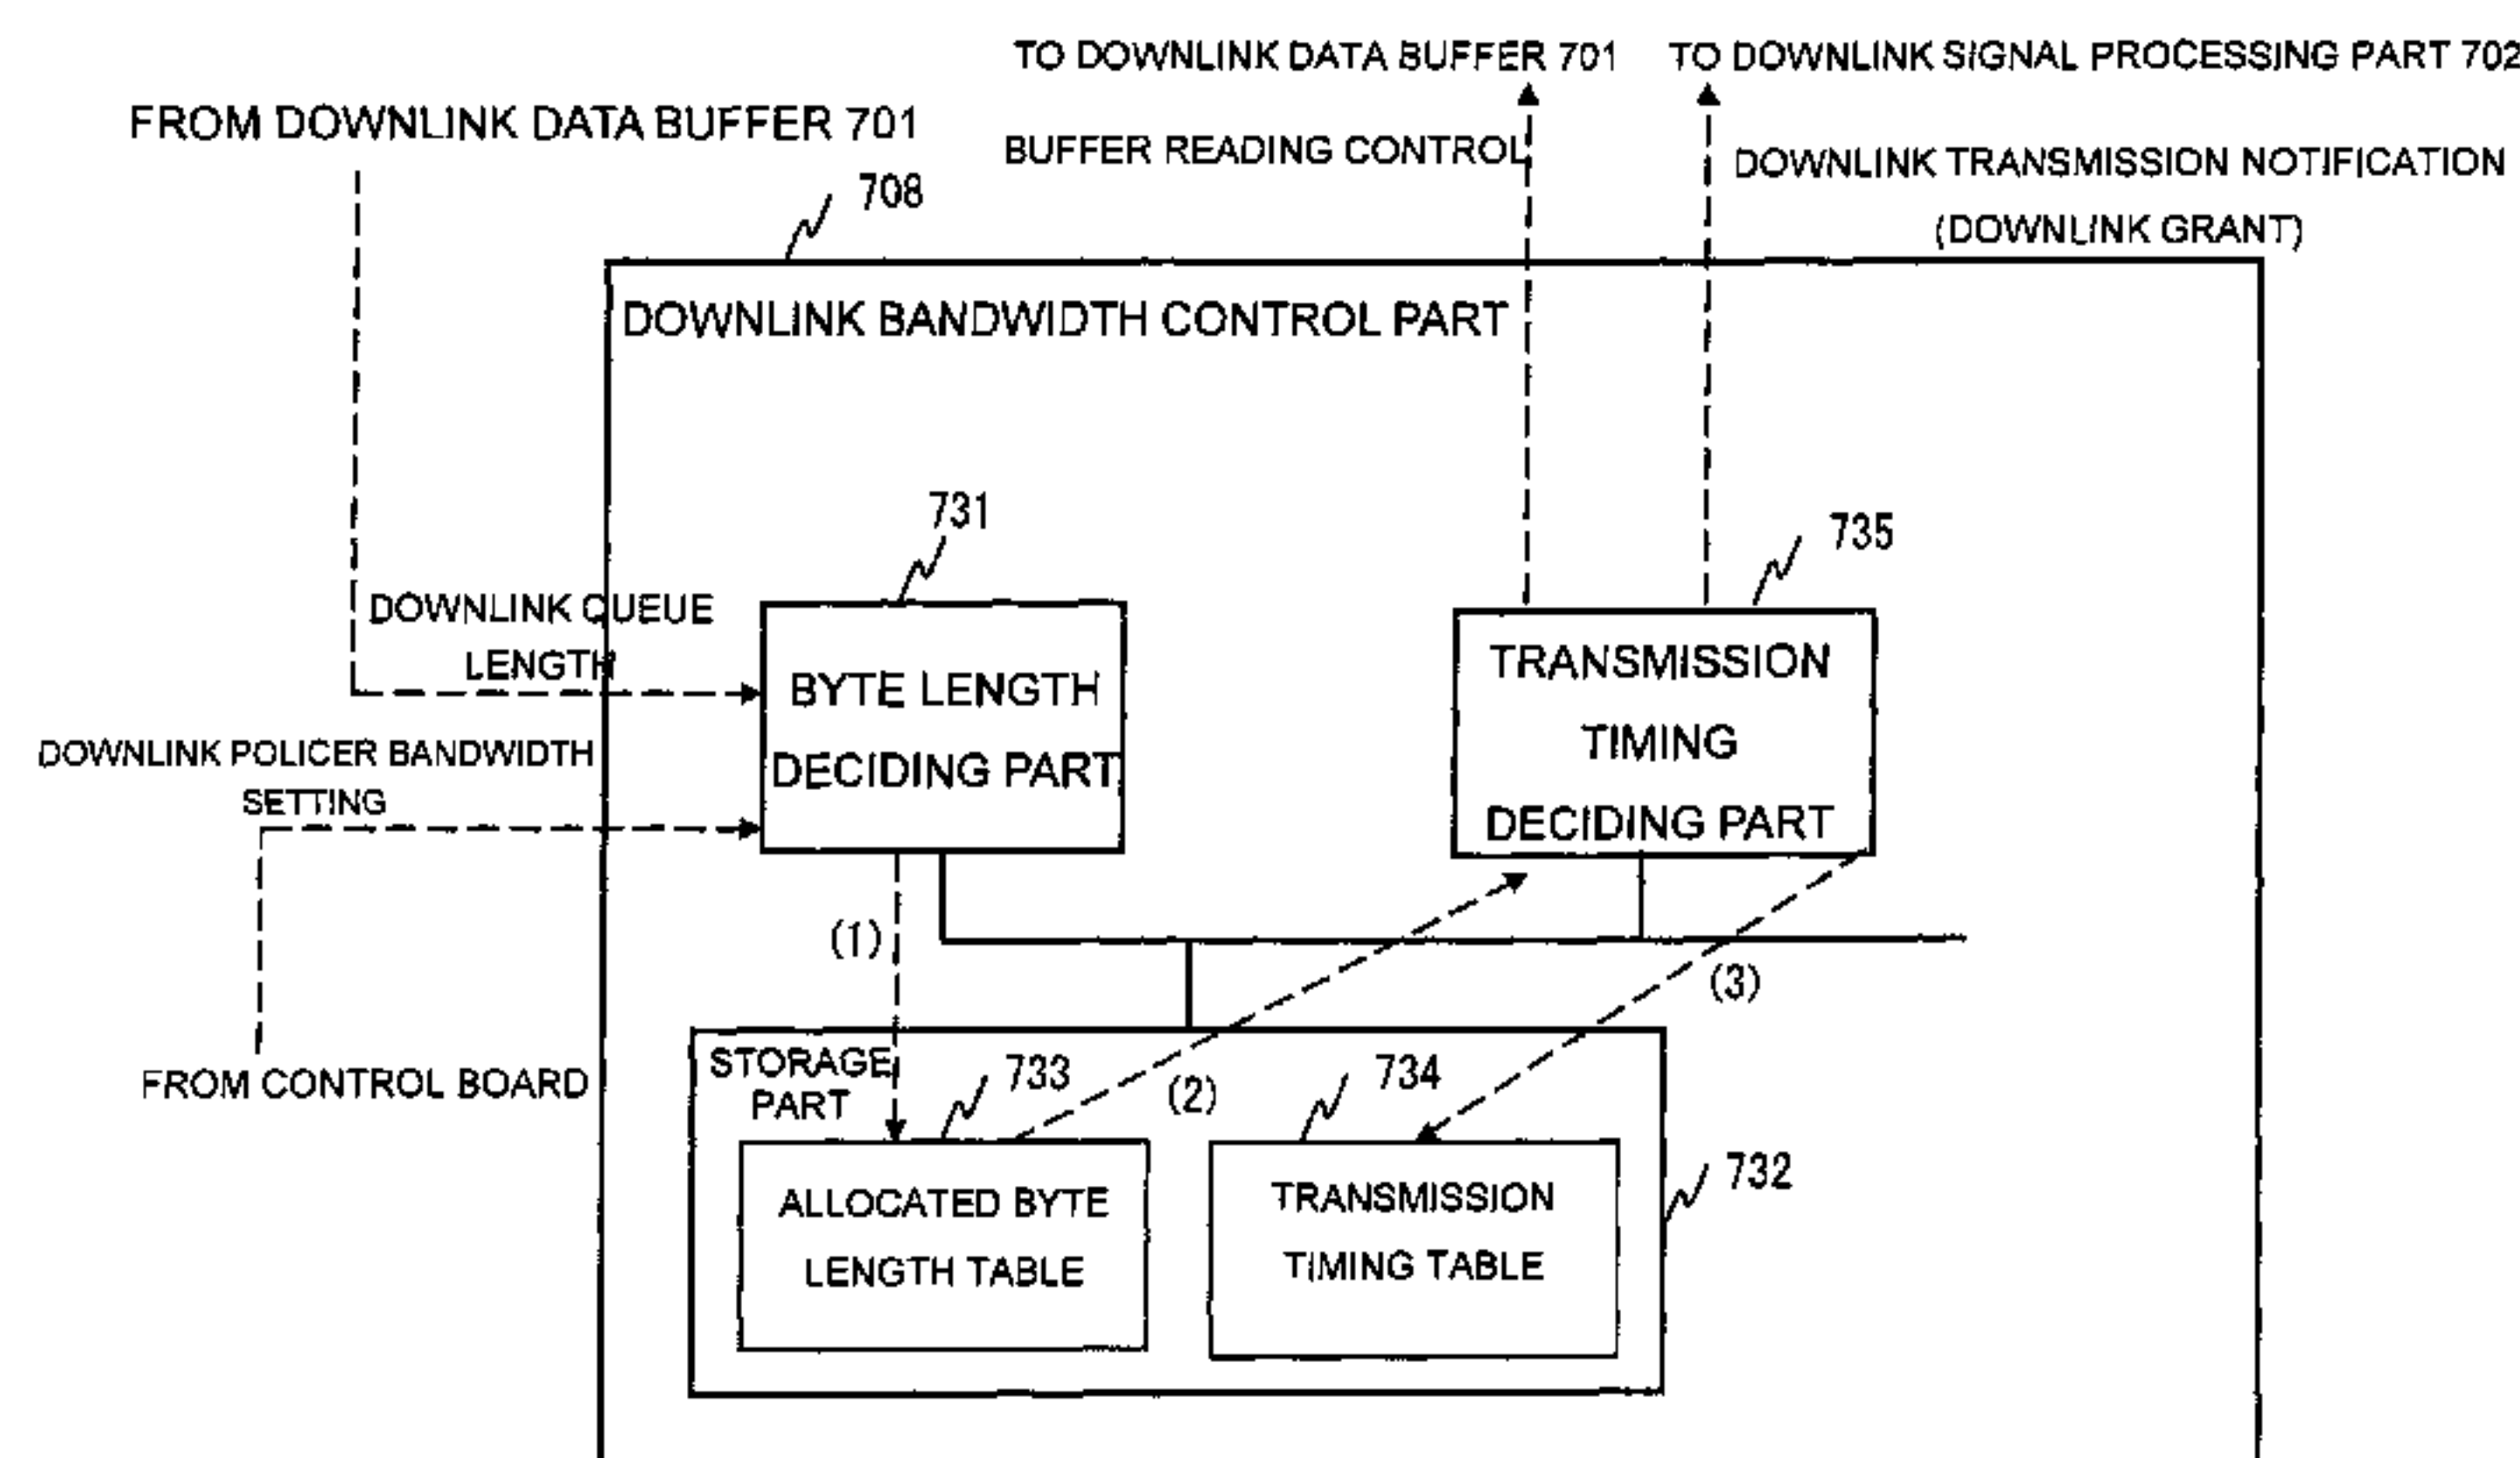 TO DOWNLINK DATA BUFFER 701
TO DOWNLINK SIGNAL PROCESSING PART 702
FROM DOWNLINK DATA BUFFER 701
BUFFER READING CONTROL
DOWNLINK TRANSMISSION NOTIFICATION
(DOWNLINK GRANT)
708
DOWNLINK BANDWIDTH CONTROL PART
731
735
DOWNLINK QUEUE
LENGTH
BYTE LENGTH
DECIDING PART
TRANSMISSION
TIMING
DECIDING PART
DOWNLINK POLICER BANDWIDTH
SETTING
(1)
(3)
FROM CONTROL BOARD
STORAGE
PART
733
(2)
734
732
ALLOCATED BYTE
LENGTH TABLE
TRANSMISSION
TIMING TABLE